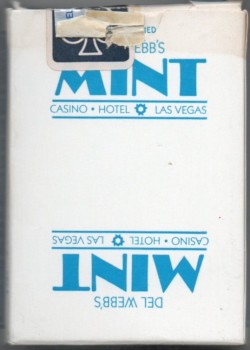 EBB'S
MINT
CASINO • HOTEL LAS VEGAS
CASINO • HOTEL LAS VEGAS
MINT
DEL WEBB'S